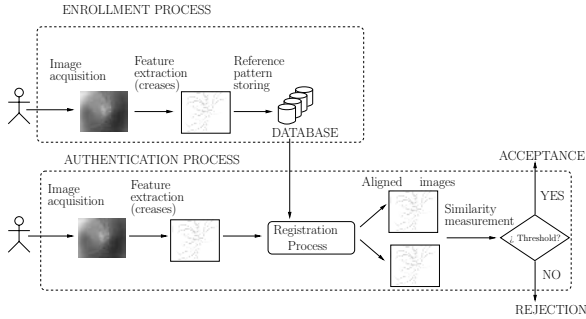 ENROLLMENT PROCESS
Image
acquisition
Feature
extraction
(creases)
Reference
pattern
storing
DATABASE
AUTHENTICATION PROCESS
Image
acquisition
Feature
extraction
(creases)
Registration
Process
Aligned images
Similarity
measurement
¿ Threshold?
YES
ACCEPTANCE
NO
REJECTION